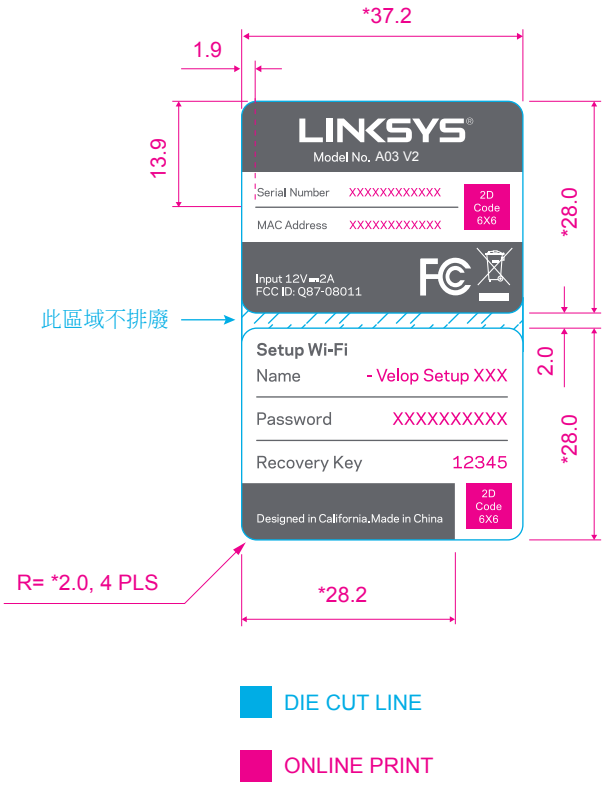 *37.2
1.9
13.9
LINKSYS®
Model No. A03 V2
Serial Number XXXXXXXXXXXX
MAC Address XXXXXXXXXXXX
2D
Code
6X6
Input 12V⎓2A
FCC ID: Q87-08011
FC
*28.0
此區域不排廢
2.0
Setup Wi-Fi
Name - Velop Setup XXX
Password XXXXXXXXXX
Recovery Key 12345
*28.0
Designed in California.Made in China
2D
Code
6X6
R= *2.0, 4 PLS
*28.2
DIE CUT LINE
ONLINE PRINT